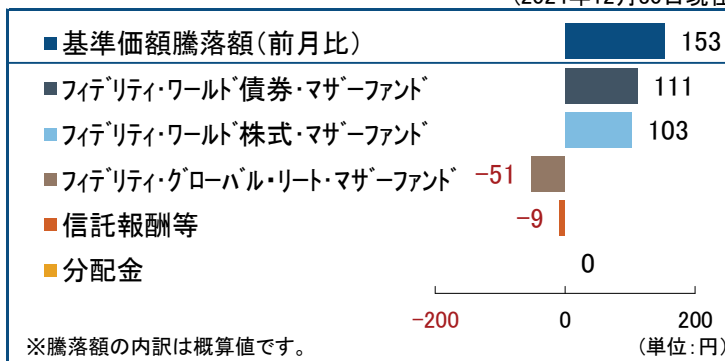 ■基準価額騰落額(前月比) 153
■フィデリティ・ワールド債券・マザーファンド 111
■フィデリティ・ワールド株式・マザーファンド 103
■フィデリティ・グローバル・リート・マザーファンド -51
■信託報酬等 -9
■分配金 0
-200 0 200
※騰落額の内訳は概算値です。 (単位:円)